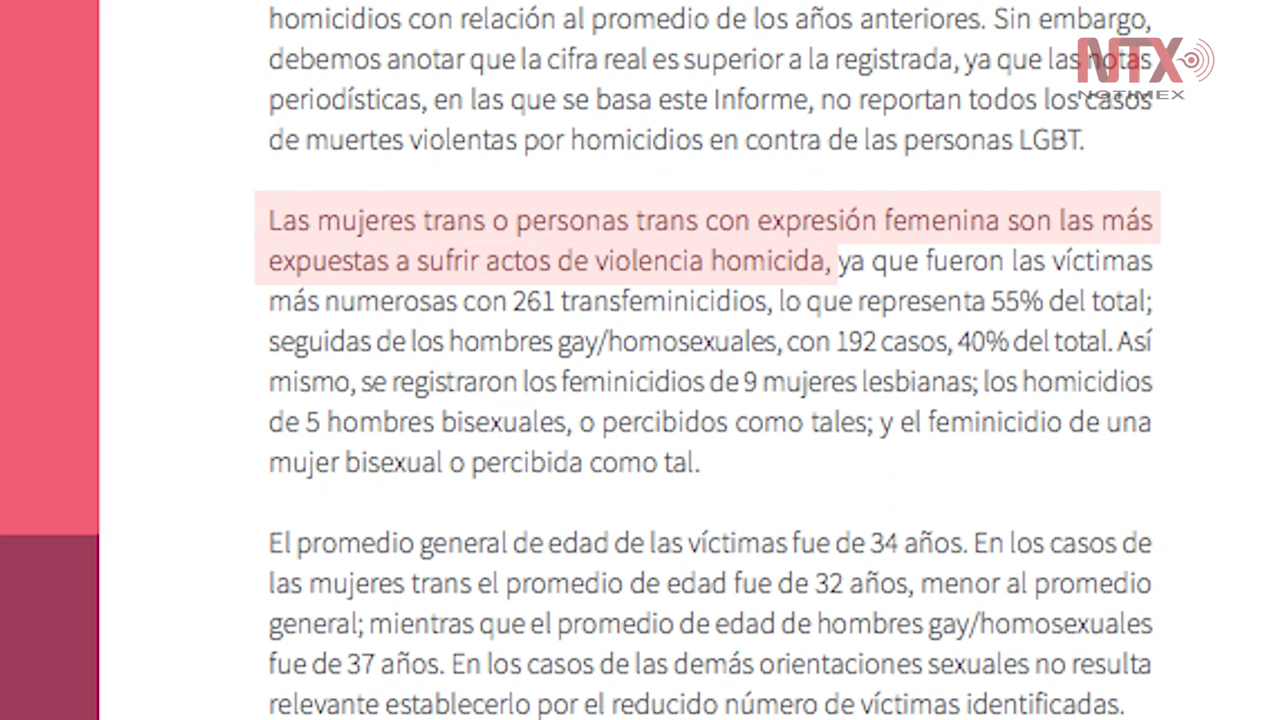 homicidios con relación al promedio de los años anteriores. Sin embargo,
debemos anotar que la cifra real es superior a la registrada, ya que las notas
periodísticas, en las que se basa este Informe, no reportan todos los casos
de muertes violentas por homicidios en contra de las personas LGBT.
NTX
NOTIMEX
Las mujeres trans o personas trans con expresión femenina son las más
expuestas a sufrir actos de violencia homicida, ya que fueron las víctimas
más numerosas con 261 transfeminicidios, lo que representa 55% del total;
seguidas de los hombres gay/homosexuales, con 192 casos, 40% del total. Así
mismo, se registraron los feminicidios de 9 mujeres lesbianas; los homicidios
de 5 hombres bisexuales, o percibidos como tales; y el feminicidio de una
mujer bisexual o percibida como tal.
El promedio general de edad de las víctimas fue de 34 años. En los casos de
las mujeres trans el promedio de edad fue de 32 años, menor al promedio
general; mientras que el promedio de edad de hombres gay/homosexuales
fue de 37 años. En los casos de las demás orientaciones sexuales no resulta
relevante establecerlo por el reducido número de víctimas identificadas.